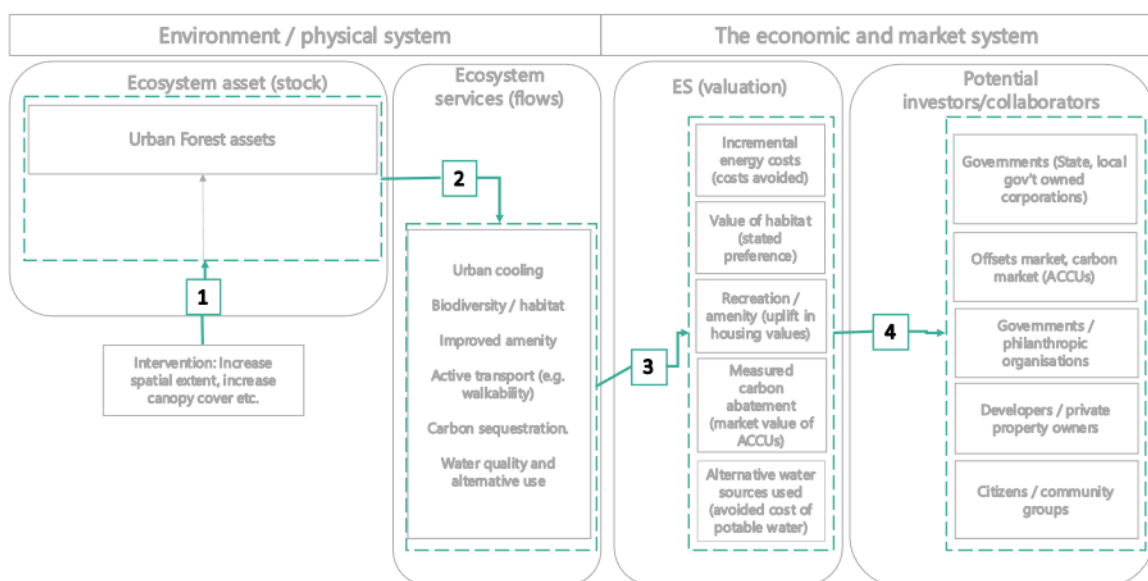 Environment / physical system
The economic and market system
Ecosystem asset (stock)
Urban Forest assets
1
Intervention: Increase
spatial extent, increase
canopy cover etc.
Ecosystem
services (flows)
2
Urban cooling
Biodiversity / habitat
Improved amenity
Active transport (e.g.
walkability)
Carbon sequestration.
Water quality and
alternative use
3
ES (valuation)
Incremental
energy costs
(costs avoided)
Value of habitat
(stated
preference)
Recreation /
amenity (uplift in
housing values)
Measured
carbon
abatement
(market value of
ACCUs)
Alternative water
sources used
(avoided cost of
potable water)
4
Potential
investors/collaborators
Governments (State, local
gov't owned
corporations)
Offsets market, carbon
market (ACCUs)
Governments /
philanthropic
organisations
Developers / private
property owners
Citizens / community
groups